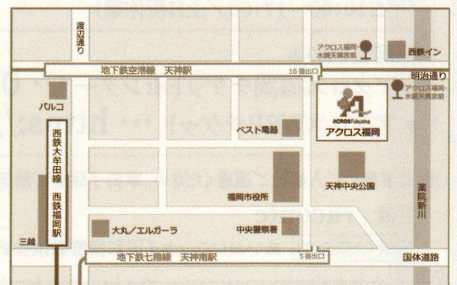 渡辺通り
アクロス福岡・
水鏡天満宮前
西鉄イン
地下鉄空港線 天神駅
16番出口
明治通り
アクロス福岡・
水鏡天満宮前
パルコ
ACROS Fukuoka
アクロス福岡
ベスト電器
西鉄大牟田線 西鉄福岡駅
福岡市役所
天神中央公園
薬院新川
大丸/エルガーラ
中央警察署
三越
地下鉄七隈線 天神南駅
5番出口
国体道路